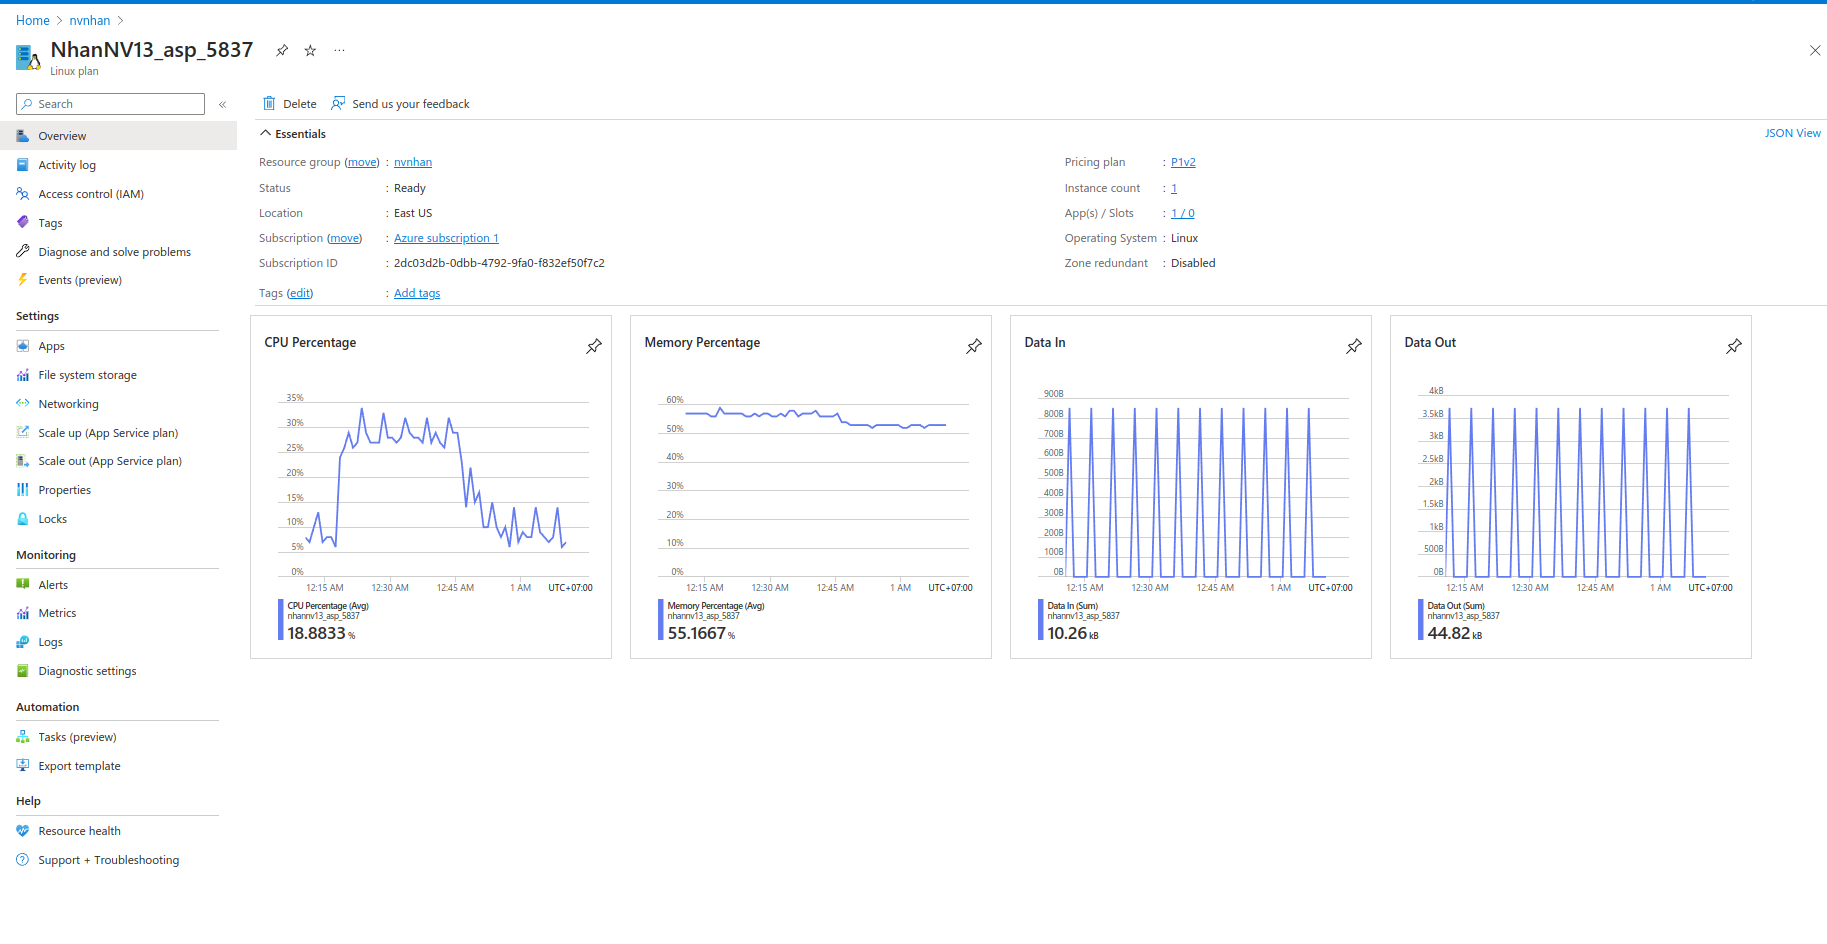 Home > nvnhan >
NhanNV13_asp_5837 ...
Linux plan
Search «
Overview
Activity log
Access control (IAM)
Tags
Diagnose and solve problems
Events (preview)
Settings
Apps
File system storage
Networking
Scale up (App Service plan)
Scale out (App Service plan)
Properties
Locks
Monitoring
Alerts
Metrics
Logs
Diagnostic settings
Automation
Tasks (preview)
Export template
Help
Resource health
Support + Troubleshooting
Delete Send us your feedback
Essentials JSON View
Resource group (move) : nvnhan
Status : Ready
Location : East US
Subscription (move) : Azure subscription 1
Subscription ID : 2dc03d2b-0dbb-4792-9fa0-f832ef50f7c2
Tags (edit) : Add tags
Pricing plan : P1v2
Instance count : 1
App(s) / Slots : 1 / 0
Operating System : Linux
Zone redundant : Disabled
CPU Percentage
35%
30%
25%
20%
15%
10%
5%
0%
12:15 AM 12:30 AM 12:45 AM 1 AM UTC+07:00
CPU Percentage (Avg)
nhannv13_asp_5837
18.8833 %
Memory Percentage
60%
50%
40%
30%
20%
10%
0%
12:15 AM 12:30 AM 12:45 AM 1 AM UTC+07:00
Memory Percentage (Avg)
nhannv13_asp_5837
55.1667 %
Data In
900B
800B
700B
600B
500B
400B
300B
200B
100B
0B
12:15 AM 12:30 AM 12:45 AM 1 AM UTC+07:00
Data In (Sum)
nhannv13_asp_5837
10.26 kB
Data Out
4kB
3.5kB
3kB
2.5kB
2kB
1.5kB
1kB
500B
0B
12:15 AM 12:30 AM 12:45 AM 1 AM UTC+07:00
Data Out (Sum)
nhannv13_asp_5837
44.82 kB